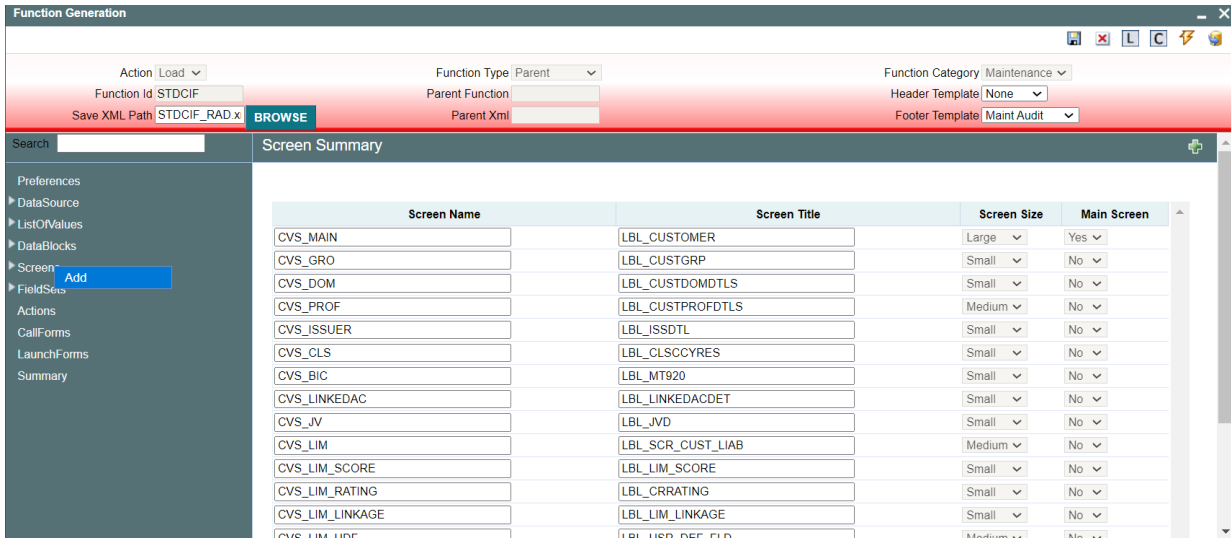 Function Generation
L C
Action Load Function Type Parent Function Category Maintenance
Function Id STDCIF Parent Function Header Template None
Save XML Path STDCIF_RAD.x BROWSE Parent Xml Footer Template Maint Audit
Search Screen Summary
Preferences
DataSource
ListOfValues
DataBlocks
Screens
Add
FieldSets
Actions
CallForms
LaunchForms
Summary
Screen Name Screen Title Screen Size Main Screen
CVS_MAIN LBL_CUSTOMER Large Yes
CVS_GRO LBL_CUSTGRP Small No
CVS_DOM LBL_CUSTDOMDTLS Small No
CVS_PROF LBL_CUSTPROFDTLS Medium No
CVS_ISSUER LBL_ISSDTL Small No
CVS_CLS LBL_CLSCCYRES Small No
CVS_BIC LBL_MT920 Small No
CVS_LINKEDAC LBL_LINKEDACDET Small No
CVS_JV LBL_JVD Small No
CVS_LIM LBL_SCR_CUST_LIAB Medium No
CVS_LIM_SCORE LBL_LIM_SCORE Small No
CVS_LIM_RATING LBL_CRRATING Small No
CVS_LIM_LINKAGE LBL_LIM_LINKAGE Small No
CVS_LIM_UDF LBL_USR_DEF_FLD Medium No